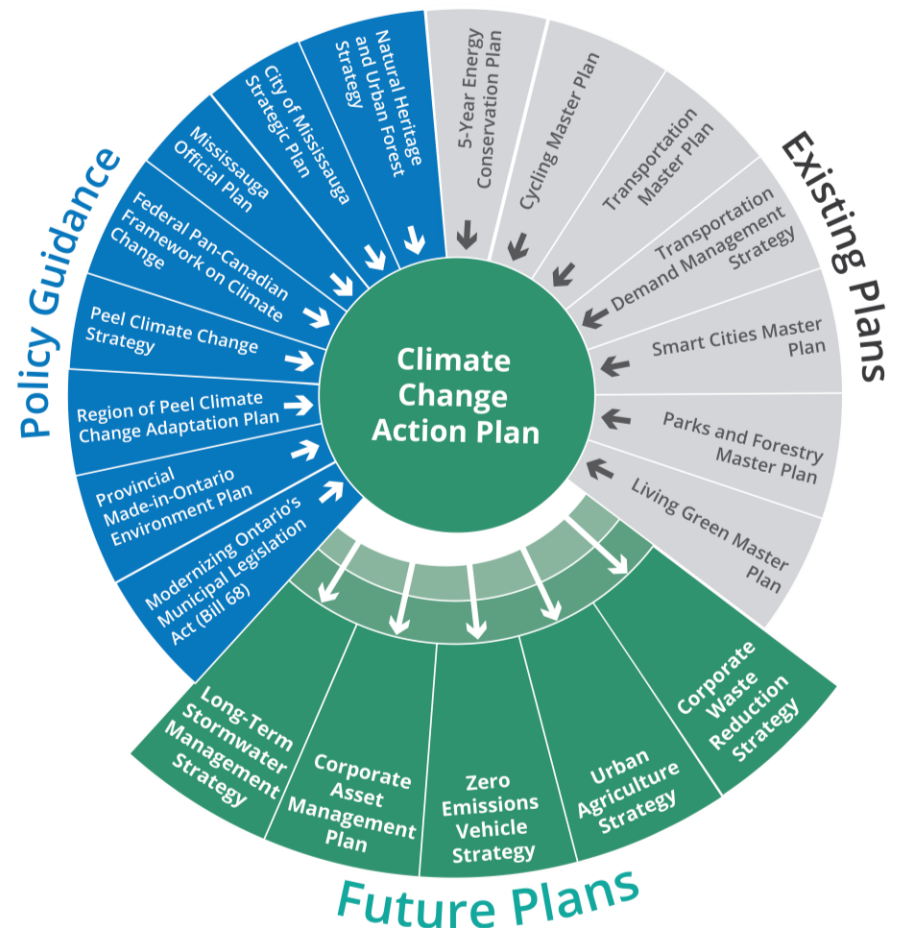 Policy Guidance
Natural Heritage
and Urban Forest
Strategy
City of Mississauga
Strategic Plan
Mississauga
Official Plan
Federal Pan-Canadian
Framework on Climate
Change
Peel Climate Change
Strategy
Region of Peel Climate
Change Adaptation Plan
Provincial
Made-in-Ontario
Environment Plan
Modernizing Ontario's
Municipal Legislation
Act (Bill 68)
Existing Plans
5-Year Energy
Conservation Plan
Cycling Master Plan
Transportation
Master Plan
Transportation
Demand Management
Strategy
Smart Cities Master
Plan
Parks and Forestry
Master Plan
Living Green Master
Plan
Climate
Change
Action Plan
Long-Term
Stormwater
Management
Strategy
Corporate
Asset
Management
Plan
Zero
Emissions
Vehicle
Strategy
Urban
Agriculture
Strategy
Corporate
Waste
Reduction
Strategy
Future Plans